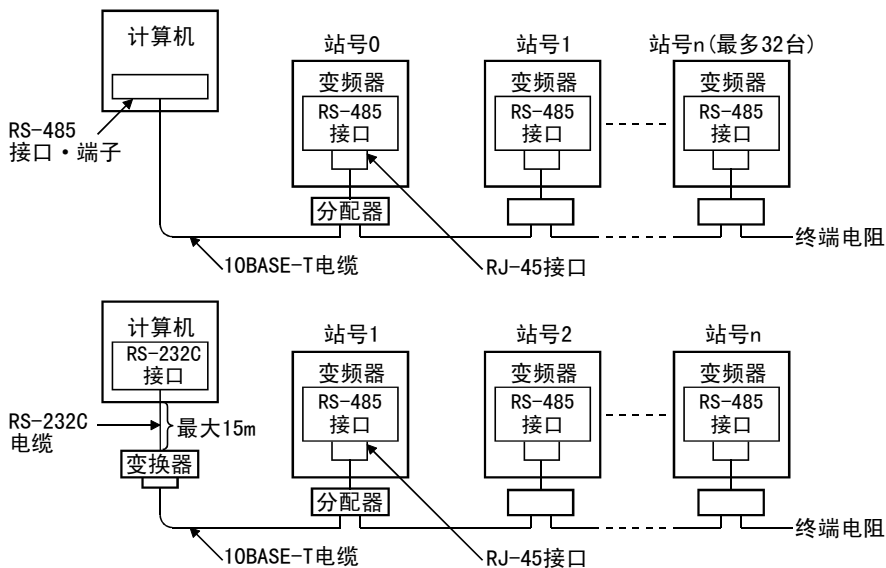 计算机
站号0
站号1
站号n(最多32台)
变频器
变频器
变频器
RS-485
接口
RS-485
接口
RS-485
接口
RS-485
接口・端子
分配器
终端电阻
10BASE-T电缆
RJ-45接口
计算机
RS-232C
接口
站号1
站号2
站号n
变频器
变频器
变频器
RS-485
接口
RS-485
接口
RS-485
接口
RS-232C
电缆
最大15m
变换器
分配器
终端电阻
10BASE-T电缆
RJ-45接口